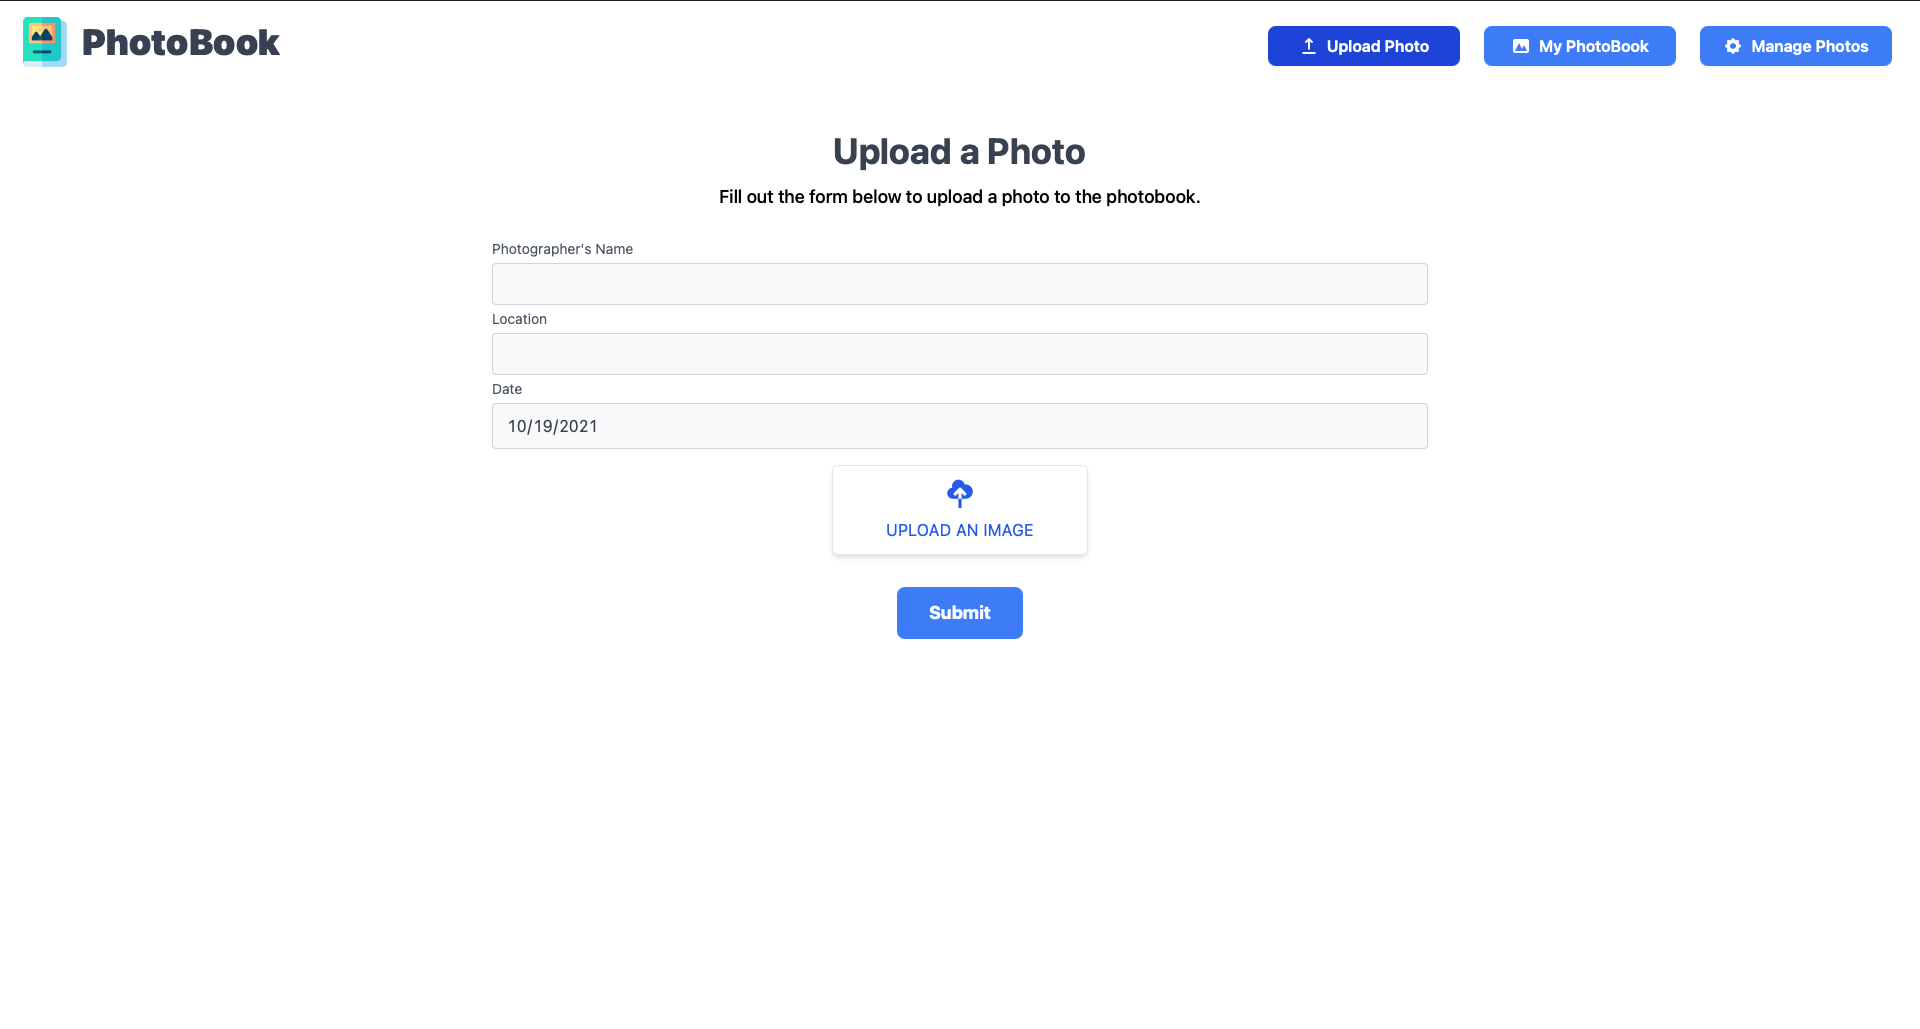 PhotoBook
Upload Photo
My PhotoBook
Manage Photos
Upload a Photo
Fill out the form below to upload a photo to the photobook.
Photographer's Name
Location
Date
10/19/2021
UPLOAD AN IMAGE
Submit